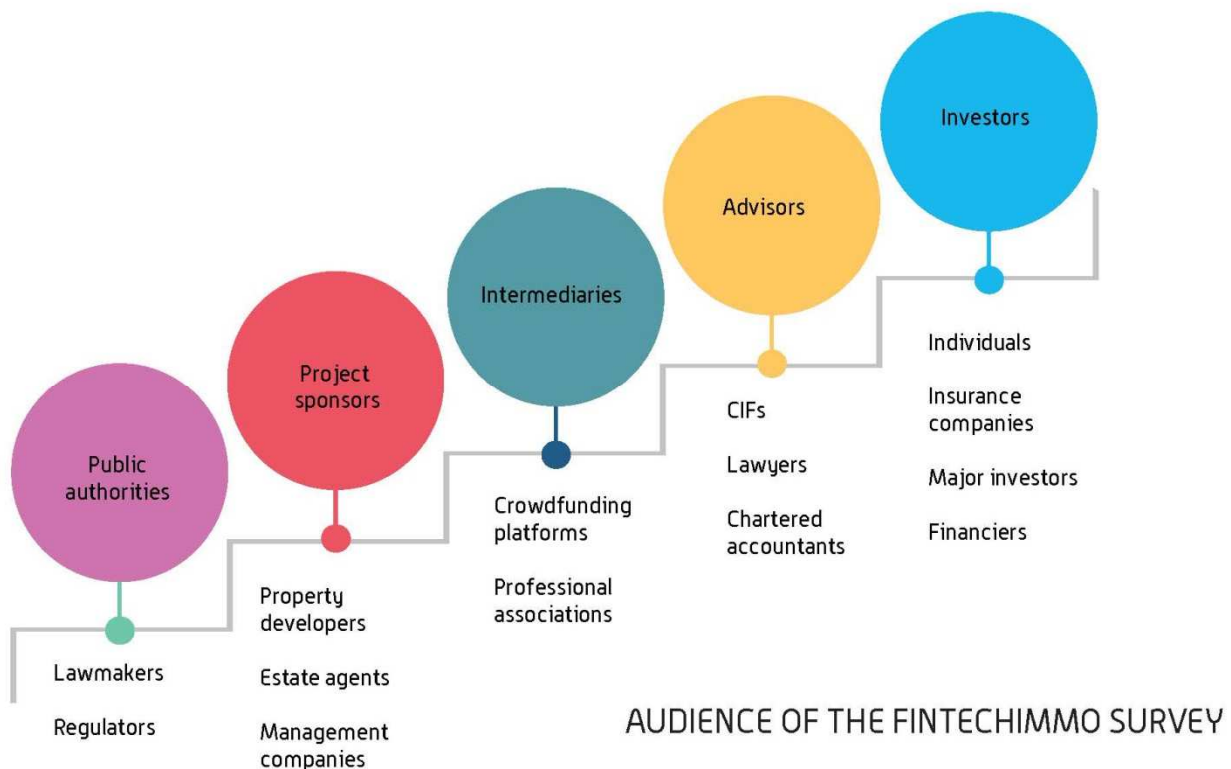 Public
authorities
Lawmakers
Regulators
Project
sponsors
Property
developers
Estate agents
Management
companies
Intermediaries
Crowdfunding
platforms
Professional
associations
Advisors
CIFs
Lawyers
Chartered
accountants
Investors
Individuals
Insurance
companies
Major investors
Financiers
AUDIENCE OF THE FINTECHIMMO SURVEY